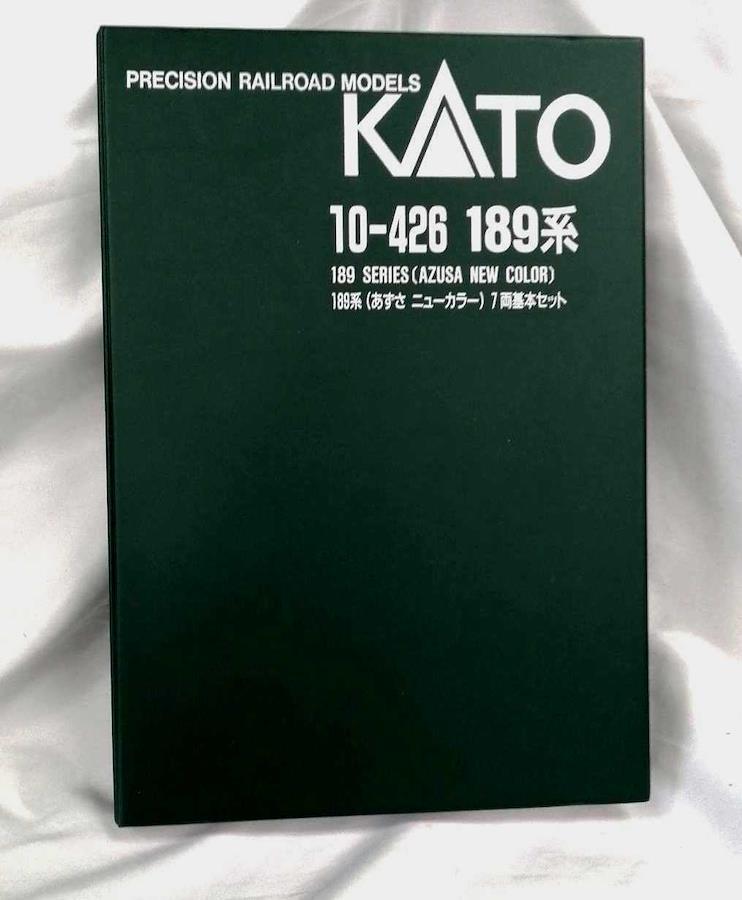 PRECISION RAILROAD MODELS
KATO
10-426 189系
189 SERIES(AZUSA NEW COLOR)
189系(あずさ ニューカラー)7両基本セット